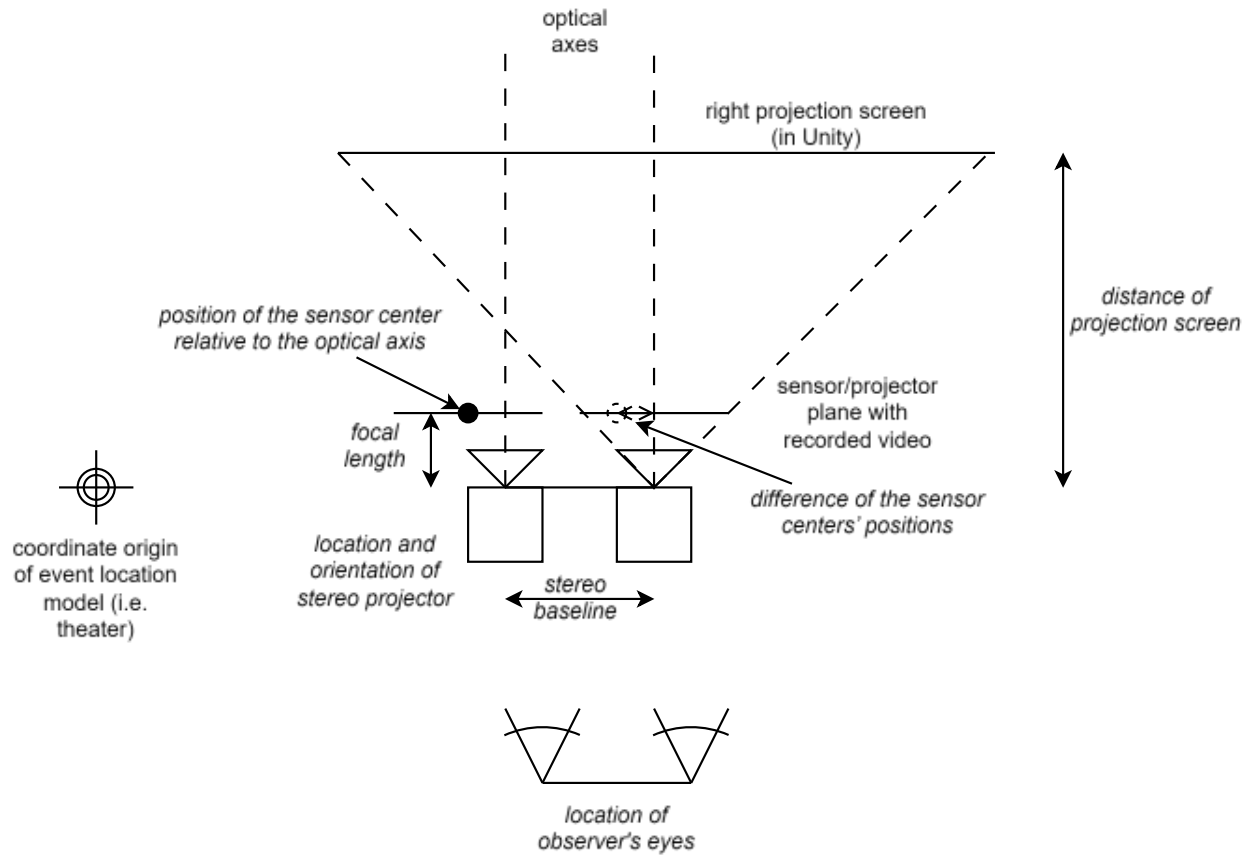 optical
axes
right projection screen
(in Unity)
position of the sensor center
relative to the optical axis
distance of
projection screen
sensor/projector
plane with
recorded video
focal
length
difference of the sensor
centers' positions
coordinate origin
of event location
model (i.e.
theater)
location and
orientation of
stereo projector
stereo
baseline
location of
observer's eyes